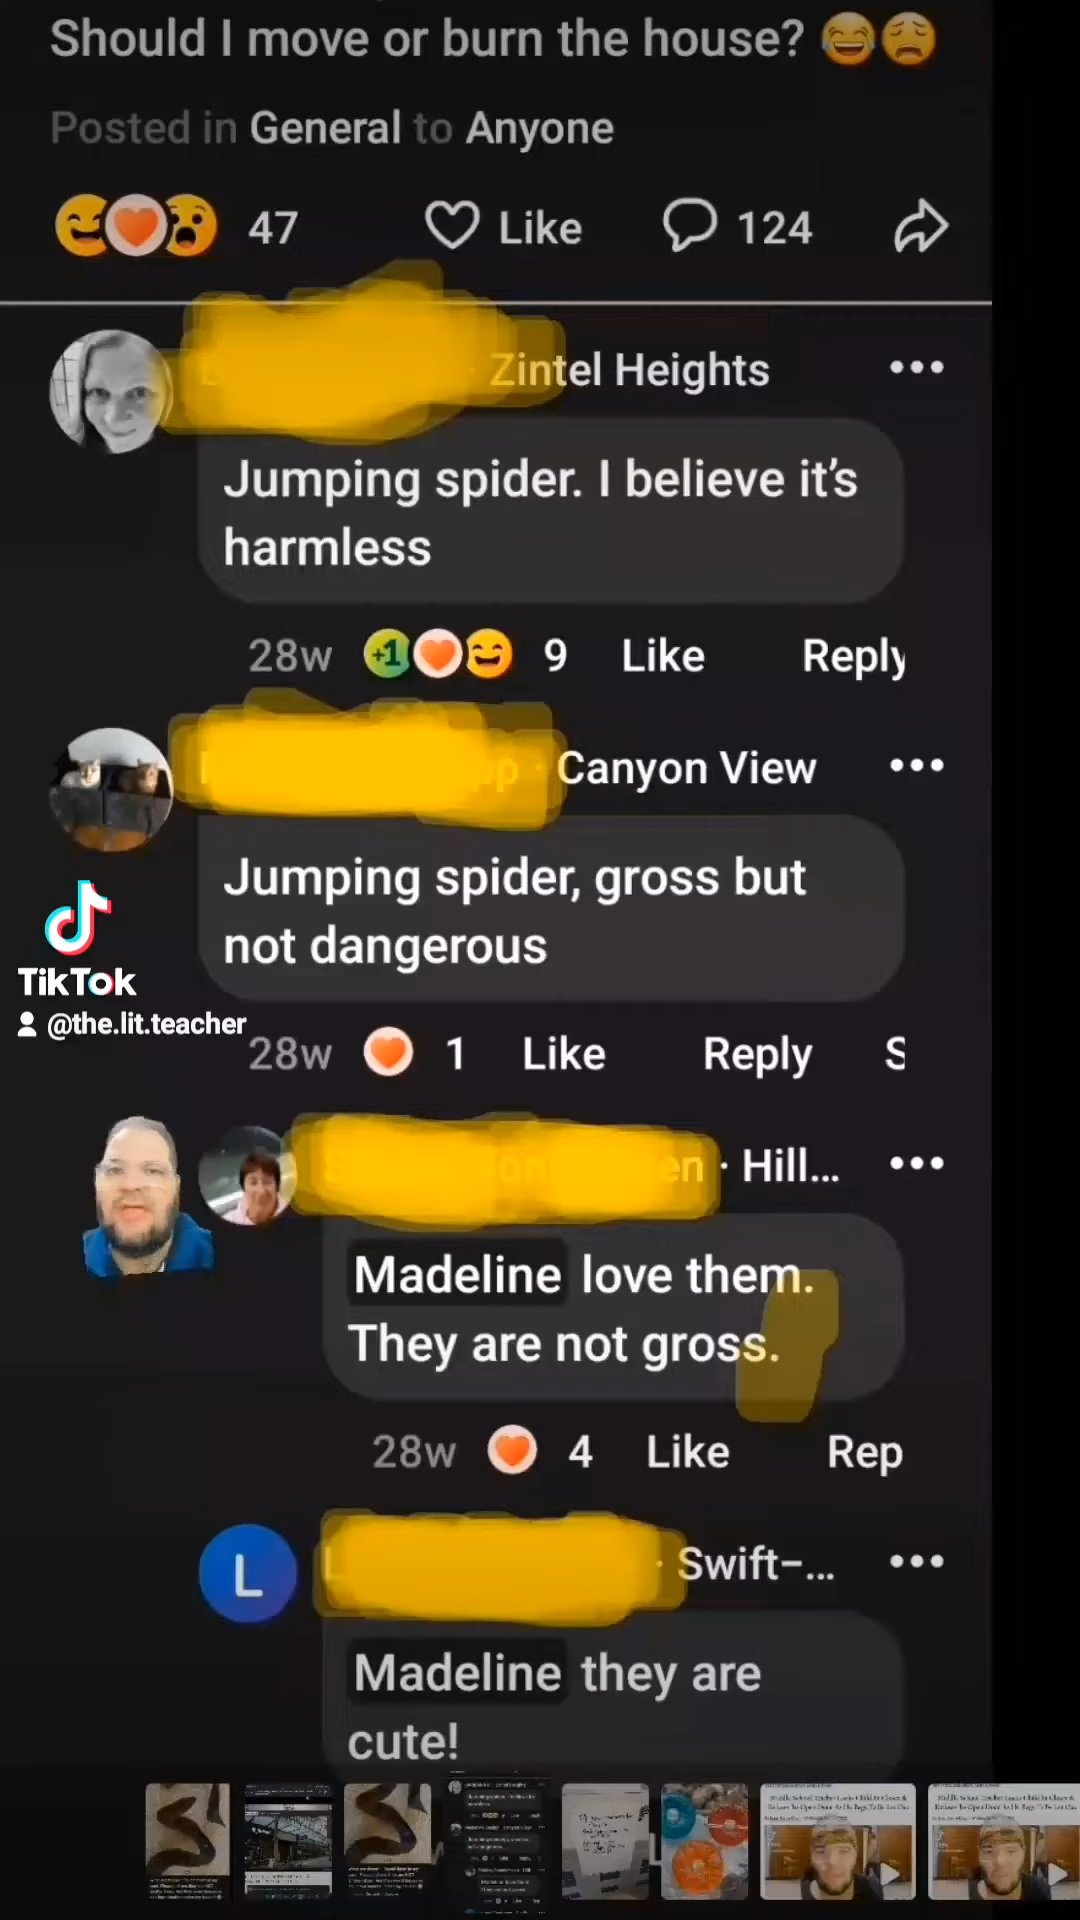 Should I move or burn the house? 😂😩
Posted in General to Anyone
47 Like 124
Zintel Heights
Jumping spider. I believe it's
harmless
28w +1 9 Like Reply
· Canyon View
Jumping spider, gross but
not dangerous
TikTok
@the.lit.teacher
28w 1 Like Reply S
· Hill...
Madeline love them.
They are not gross.
28w 4 Like Rep
L
· Swift-...
Madeline they are
cute!